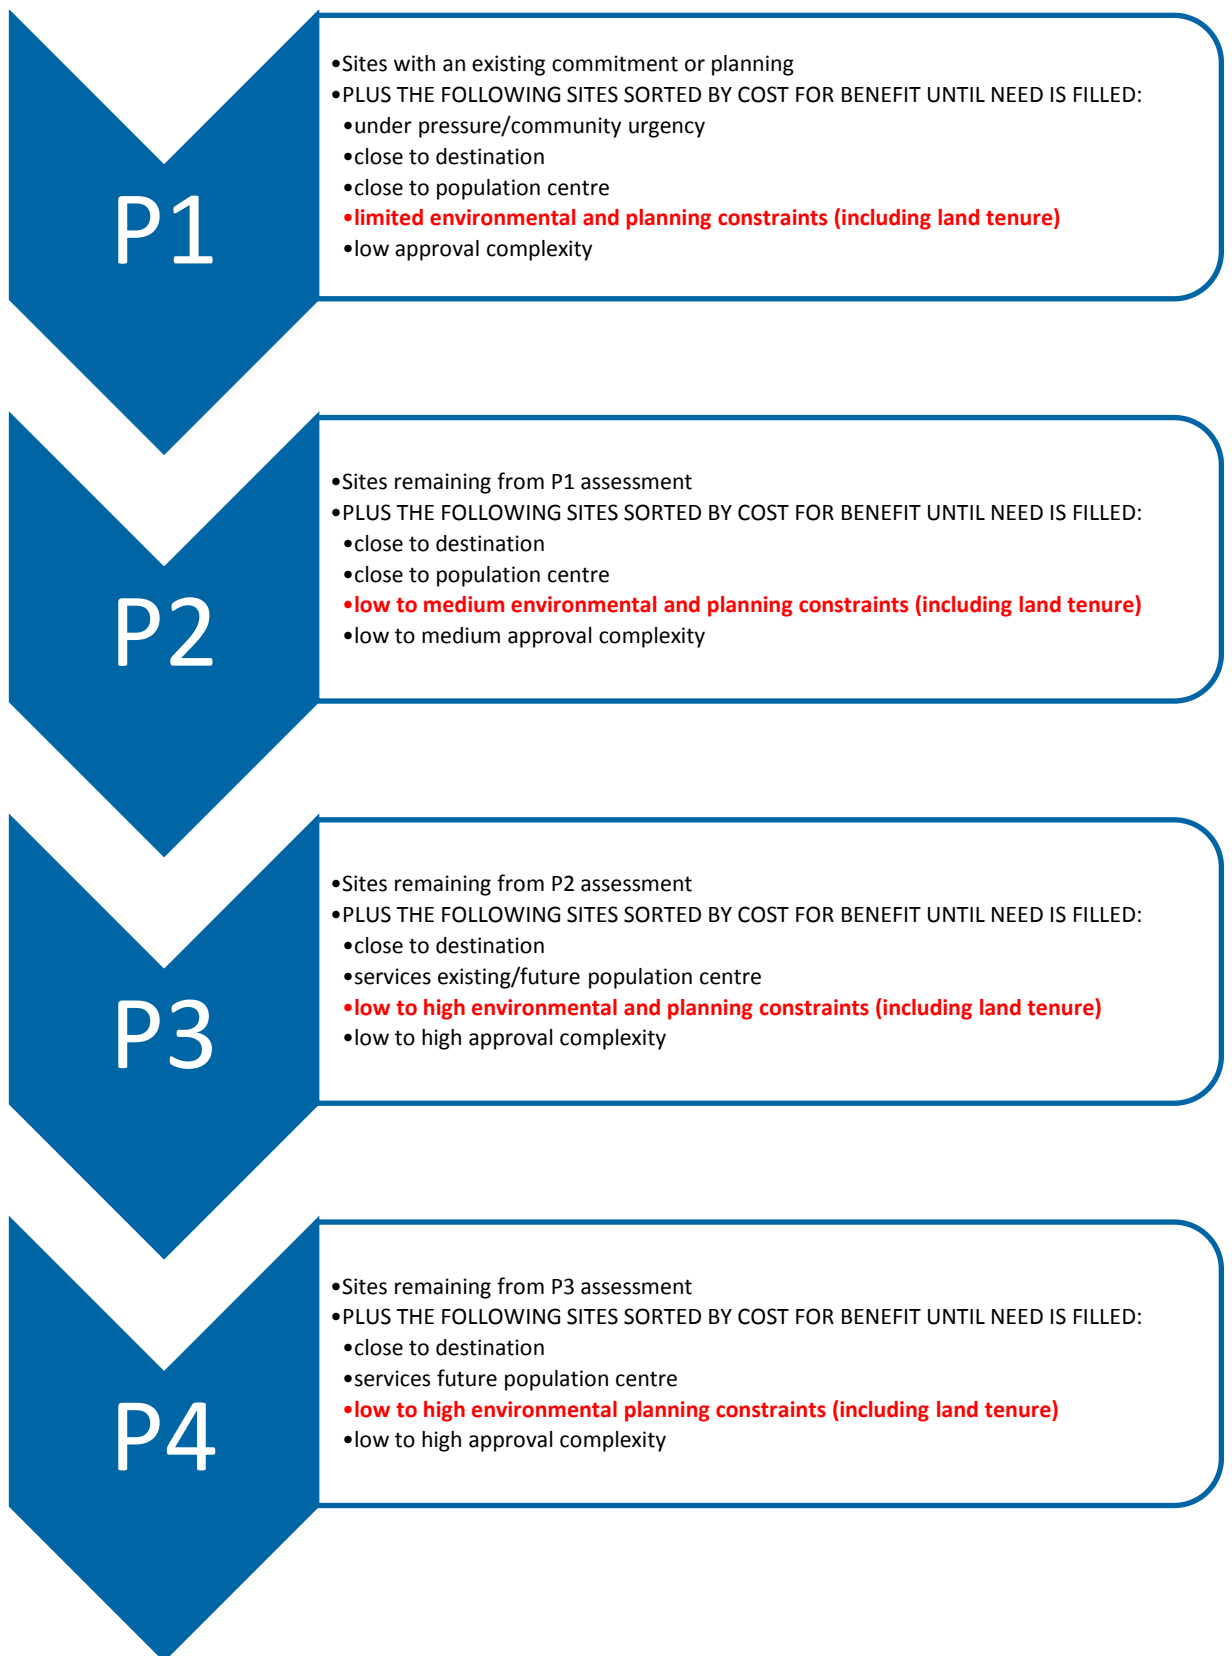 P1
•Sites with an existing commitment or planning
•PLUS THE FOLLOWING SITES SORTED BY COST FOR BENEFIT UNTIL NEED IS FILLED:
•under pressure/community urgency
•close to destination
•close to population centre
•limited environmental and planning constraints (including land tenure)
•low approval complexity
P2
•Sites remaining from P1 assessment
•PLUS THE FOLLOWING SITES SORTED BY COST FOR BENEFIT UNTIL NEED IS FILLED:
•close to destination
•close to population centre
•low to medium environmental and planning constraints (including land tenure)
•low to medium approval complexity
P3
•Sites remaining from P2 assessment
•PLUS THE FOLLOWING SITES SORTED BY COST FOR BENEFIT UNTIL NEED IS FILLED:
•close to destination
•services existing/future population centre
•low to high environmental and planning constraints (including land tenure)
•low to high approval complexity
P4
•Sites remaining from P3 assessment
•PLUS THE FOLLOWING SITES SORTED BY COST FOR BENEFIT UNTIL NEED IS FILLED:
•close to destination
•services future population centre
•low to high environmental planning constraints (including land tenure)
•low to high approval complexity